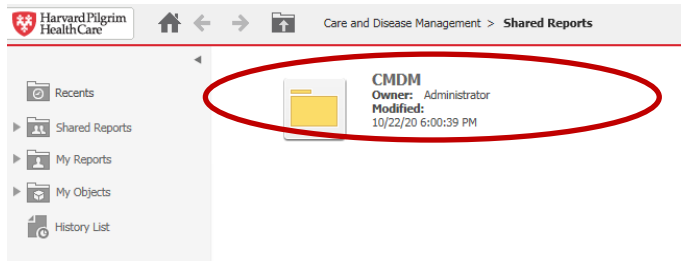 Harvard Pilgrim
HealthCare
Care and Disease Management > Shared Reports
Recents
Shared Reports
My Reports
My Objects
History List
CMDM
Owner: Administrator
Modified:
10/22/20 6:00:39 PM